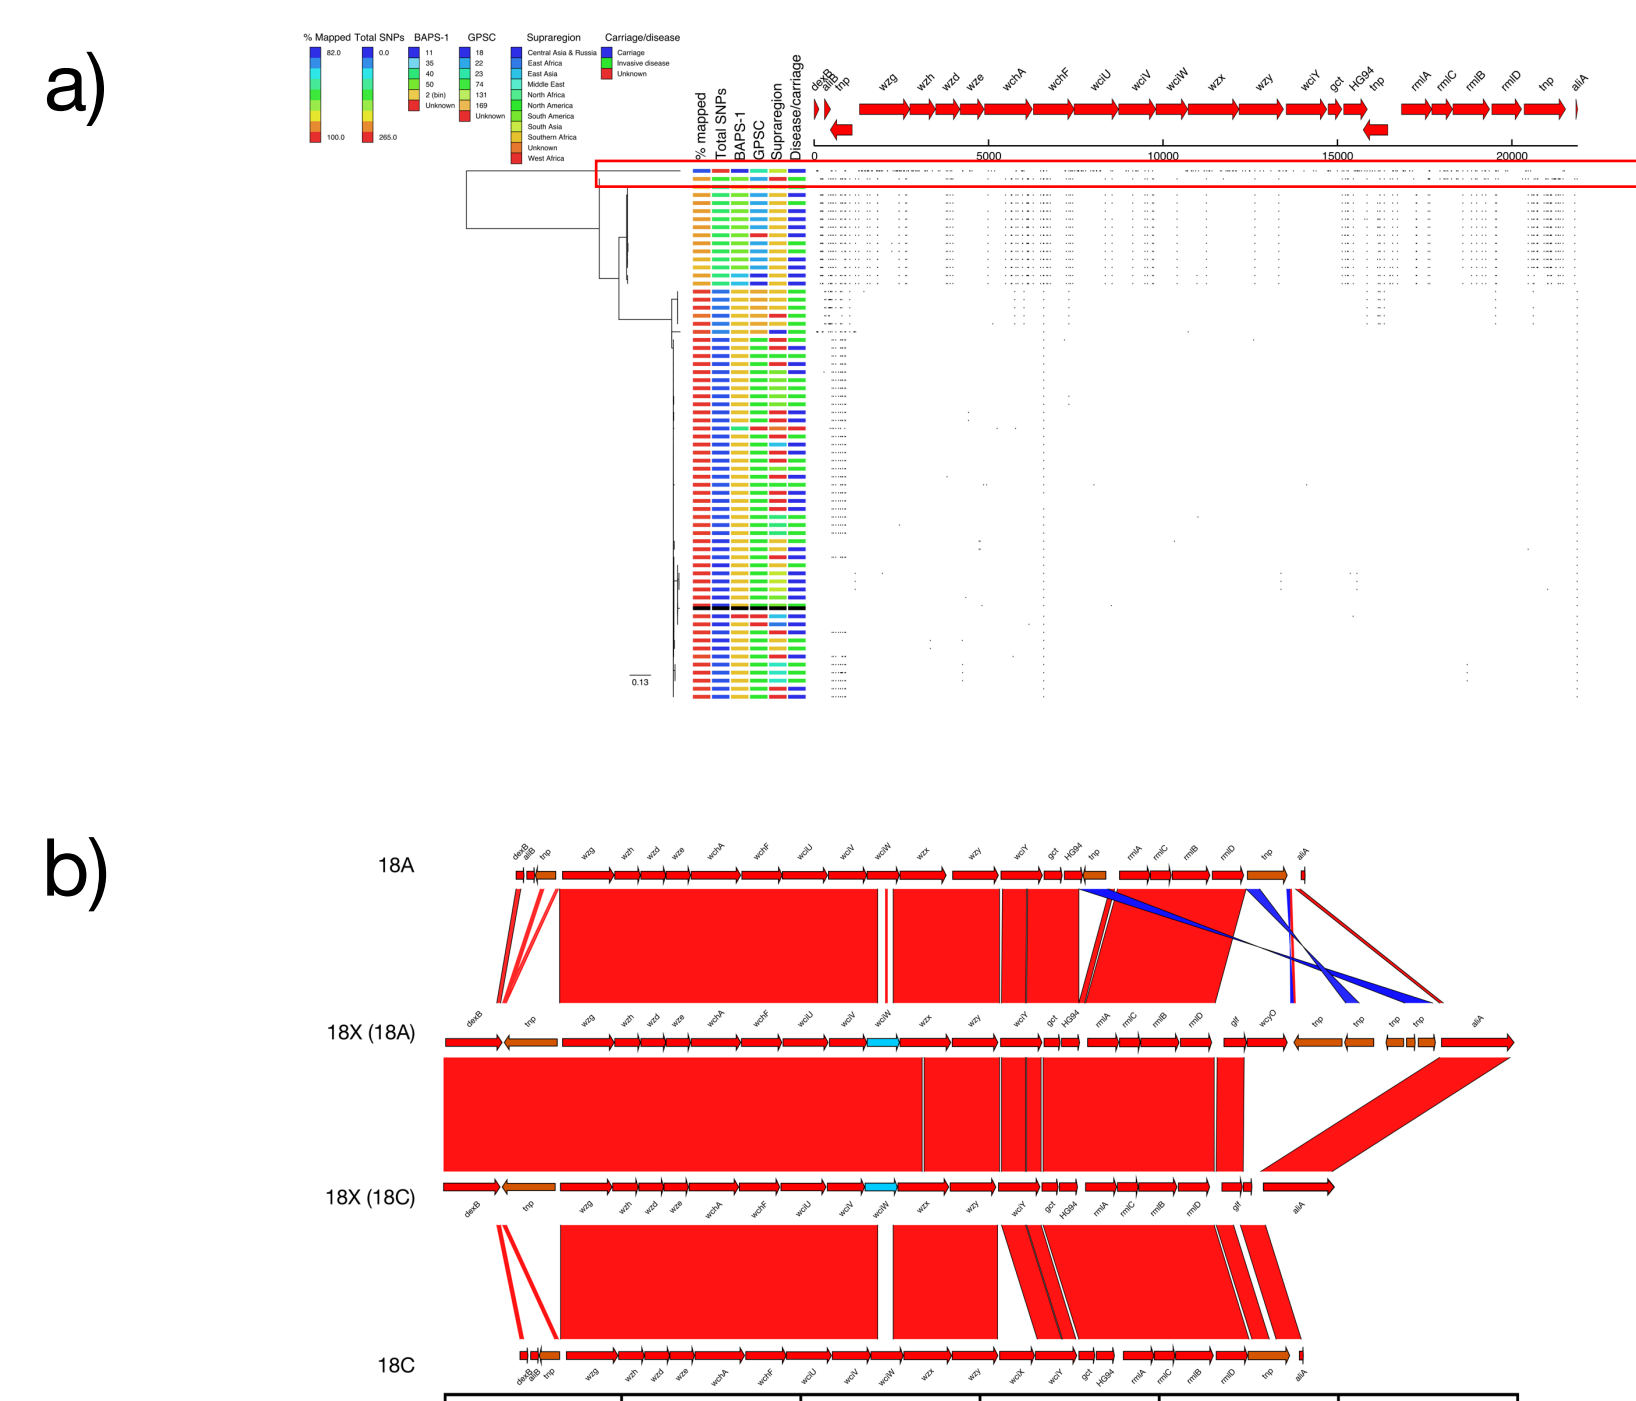 a)
% Mapped Total SNPs BAPS-1 GPSC Supraregion Carriage/disease
82.0 0.0 11 18 Central Asia & Russia Carriage
35 22 East Africa Invasive disease
40 23 East Asia Unknown
50 74 Middle East
2 (bin) 131 North Africa
Unknown 169 North America
Unknown South America
South Asia
100.0 265.0 Southern Africa
Unknown
West Africa
% mapped Total SNPs BAPS-1 GPSC Supraregion Disease/carriage
dexB aliB tnp wzg wzh wzd wze wchA wchF wciU wciV wciW wzx wzy wciY gct HG94 tnp rmlA rmlC rmlB rmlD tnp aliA
0 5000 10000 15000 20000
0.13
b)
dexB aliB tnp wzg wzh wzd wze wchA wchF wciU wciV wciW wzx wzy wciY gct HG94 tnp rmlA rmlC rmlB rmlD tnp aliA
18A
dexB tnp wzg wzh wzd wze wchA wchF wciU wciV wciW wzx wzy wciY gct HG94 rmlA rmlC rmlB rmlD glf wcyO tnp tnp tnp tnp aliA
18X (18A)
18X (18C)
dexB tnp wzg wzh wzd wze wchA wchF wciU wciV wciW wzx wzy wciY gct HG94 rmlA rmlC rmlB rmlD glf aliA
18C
dexB aliB tnp wzg wzh wzd wze wchA wchF wciU wciV wciW wzx wzy wciX wciY gct HG94 rmlA rmlC rmlB rmlD tnp aliA